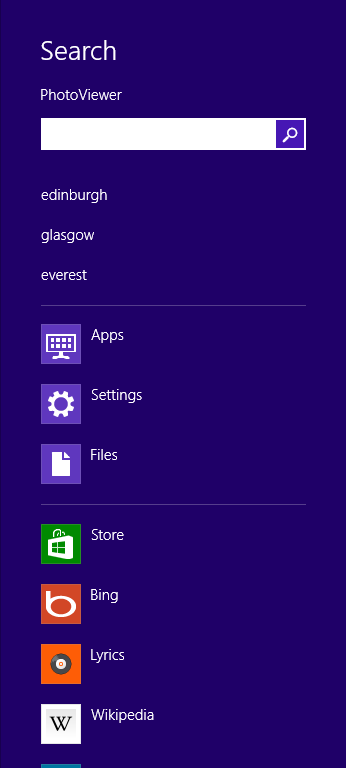 Search
PhotoViewer
edinburgh
glasgow
everest
Apps
Settings
Files
Store
Bing
Lyrics
W Wikipedia